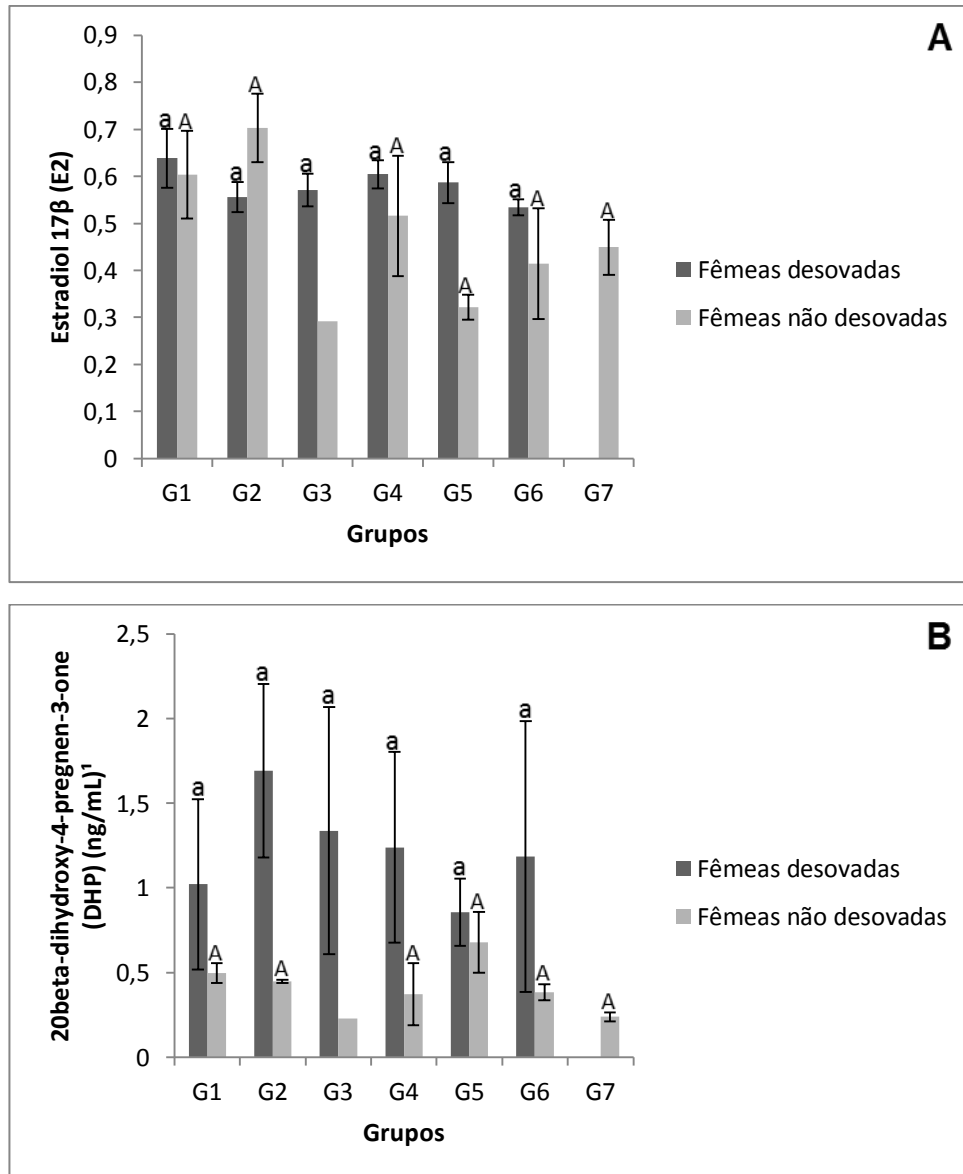 A
0,9
0,8
0,7
0,6
0,5
0,4
0,3
0,2
0,1
0
Estradiol 17β (E2)
a A
a A
a
a A
a A
a A
A
G1 G2 G3 G4 G5 G6 G7
Grupos
Fêmeas desovadas
Fêmeas não desovadas
B
2,5
2
1,5
1
0,5
0
20beta-dihydroxy-4-pregnen-3-one
(DHP) (ng/mL)¹
a A
a A
a
a A
a A
a A
A
G1 G2 G3 G4 G5 G6 G7
Grupos
Fêmeas desovadas
Fêmeas não desovadas